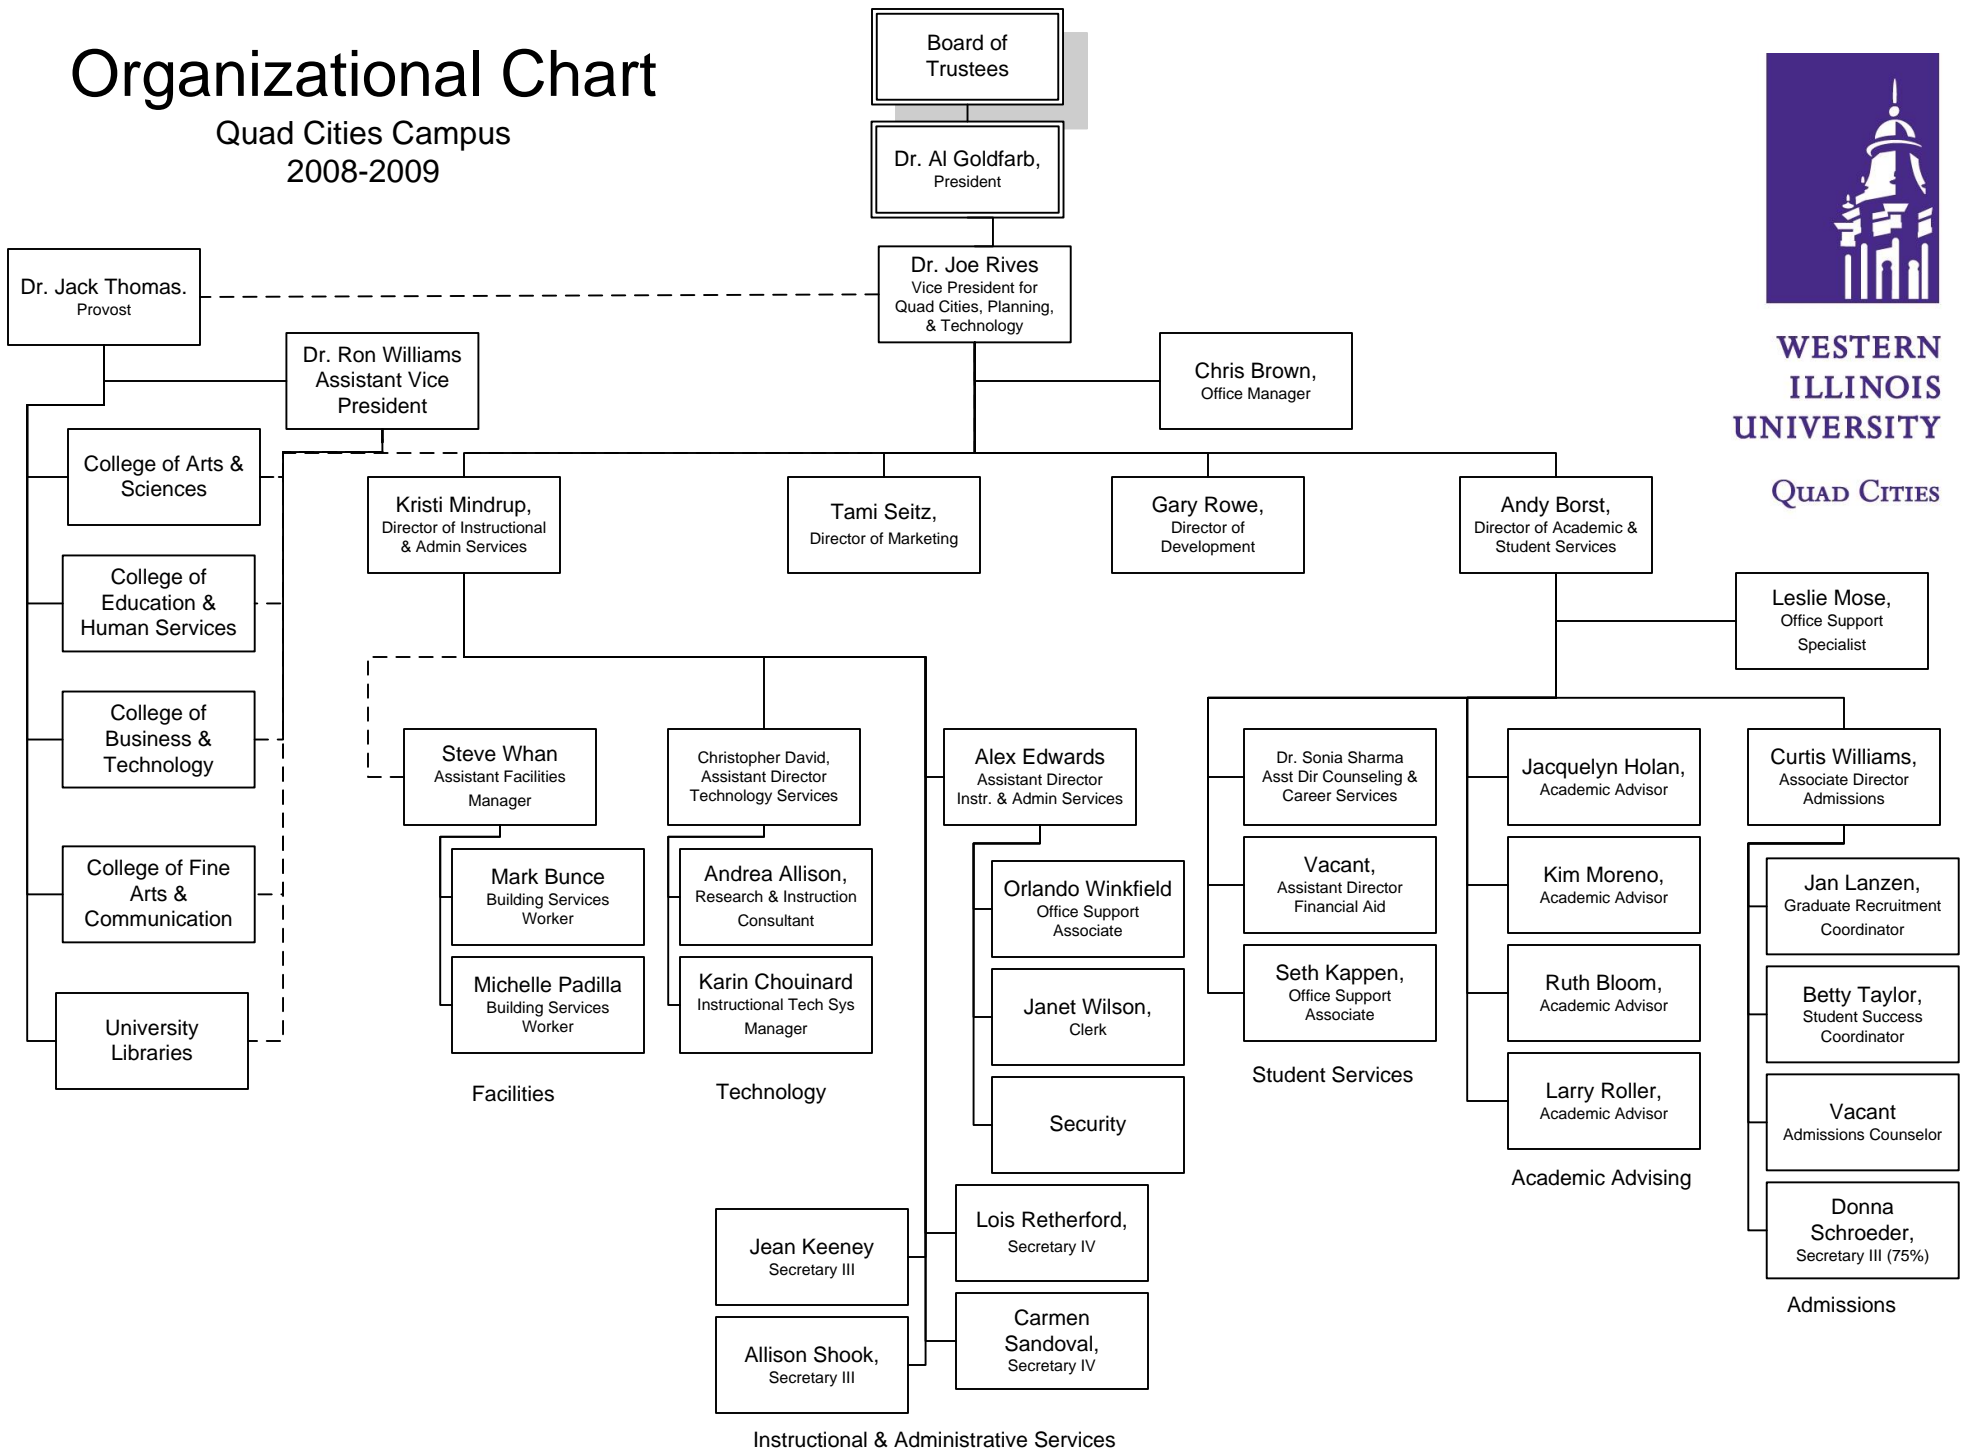 Organizational Chart
Quad Cities Campus
2008-2009
Board of
Trustees
Dr. Al Goldfarb,
President
Dr. Joe Rives
Vice President for
Quad Cities, Planning,
& Technology
Dr. Jack Thomas.
Provost
Dr. Ron Williams
Assistant Vice
President
Chris Brown,
Office Manager
WESTERN
ILLINOIS
UNIVERSITY
QUAD CITIES
College of Arts &
Sciences
College of
Education &
Human Services
College of
Business &
Technology
College of Fine
Arts &
Communication
University
Libraries
Kristi Mindrup,
Director of Instructional
& Admin Services
Tami Seitz,
Director of Marketing
Gary Rowe,
Director of
Development
Andy Borst,
Director of Academic &
Student Services
Leslie Mose,
Office Support
Specialist
Steve Whan
Assistant Facilities
Manager
Mark Bunce
Building Services
Worker
Michelle Padilla
Building Services
Worker
Facilities
Christopher David,
Assistant Director
Technology Services
Andrea Allison,
Research & Instruction
Consultant
Karin Chouinard
Instructional Tech Sys
Manager
Technology
Alex Edwards
Assistant Director
Instr. & Admin Services
Orlando Winkfield
Office Support
Associate
Janet Wilson,
Clerk
Security
Jean Keeney
Secretary III
Allison Shook,
Secretary III
Lois Retherford,
Secretary IV
Carmen
Sandoval,
Secretary IV
Instructional & Administrative Services
Dr. Sonia Sharma
Asst Dir Counseling &
Career Services
Vacant,
Assistant Director
Financial Aid
Seth Kappen,
Office Support
Associate
Student Services
Jacquelyn Holan,
Academic Advisor
Kim Moreno,
Academic Advisor
Ruth Bloom,
Academic Advisor
Larry Roller,
Academic Advisor
Academic Advising
Curtis Williams,
Associate Director
Admissions
Jan Lanzen,
Graduate Recruitment
Coordinator
Betty Taylor,
Student Success
Coordinator
Vacant
Admissions Counselor
Donna
Schroeder,
Secretary III (75%)
Admissions